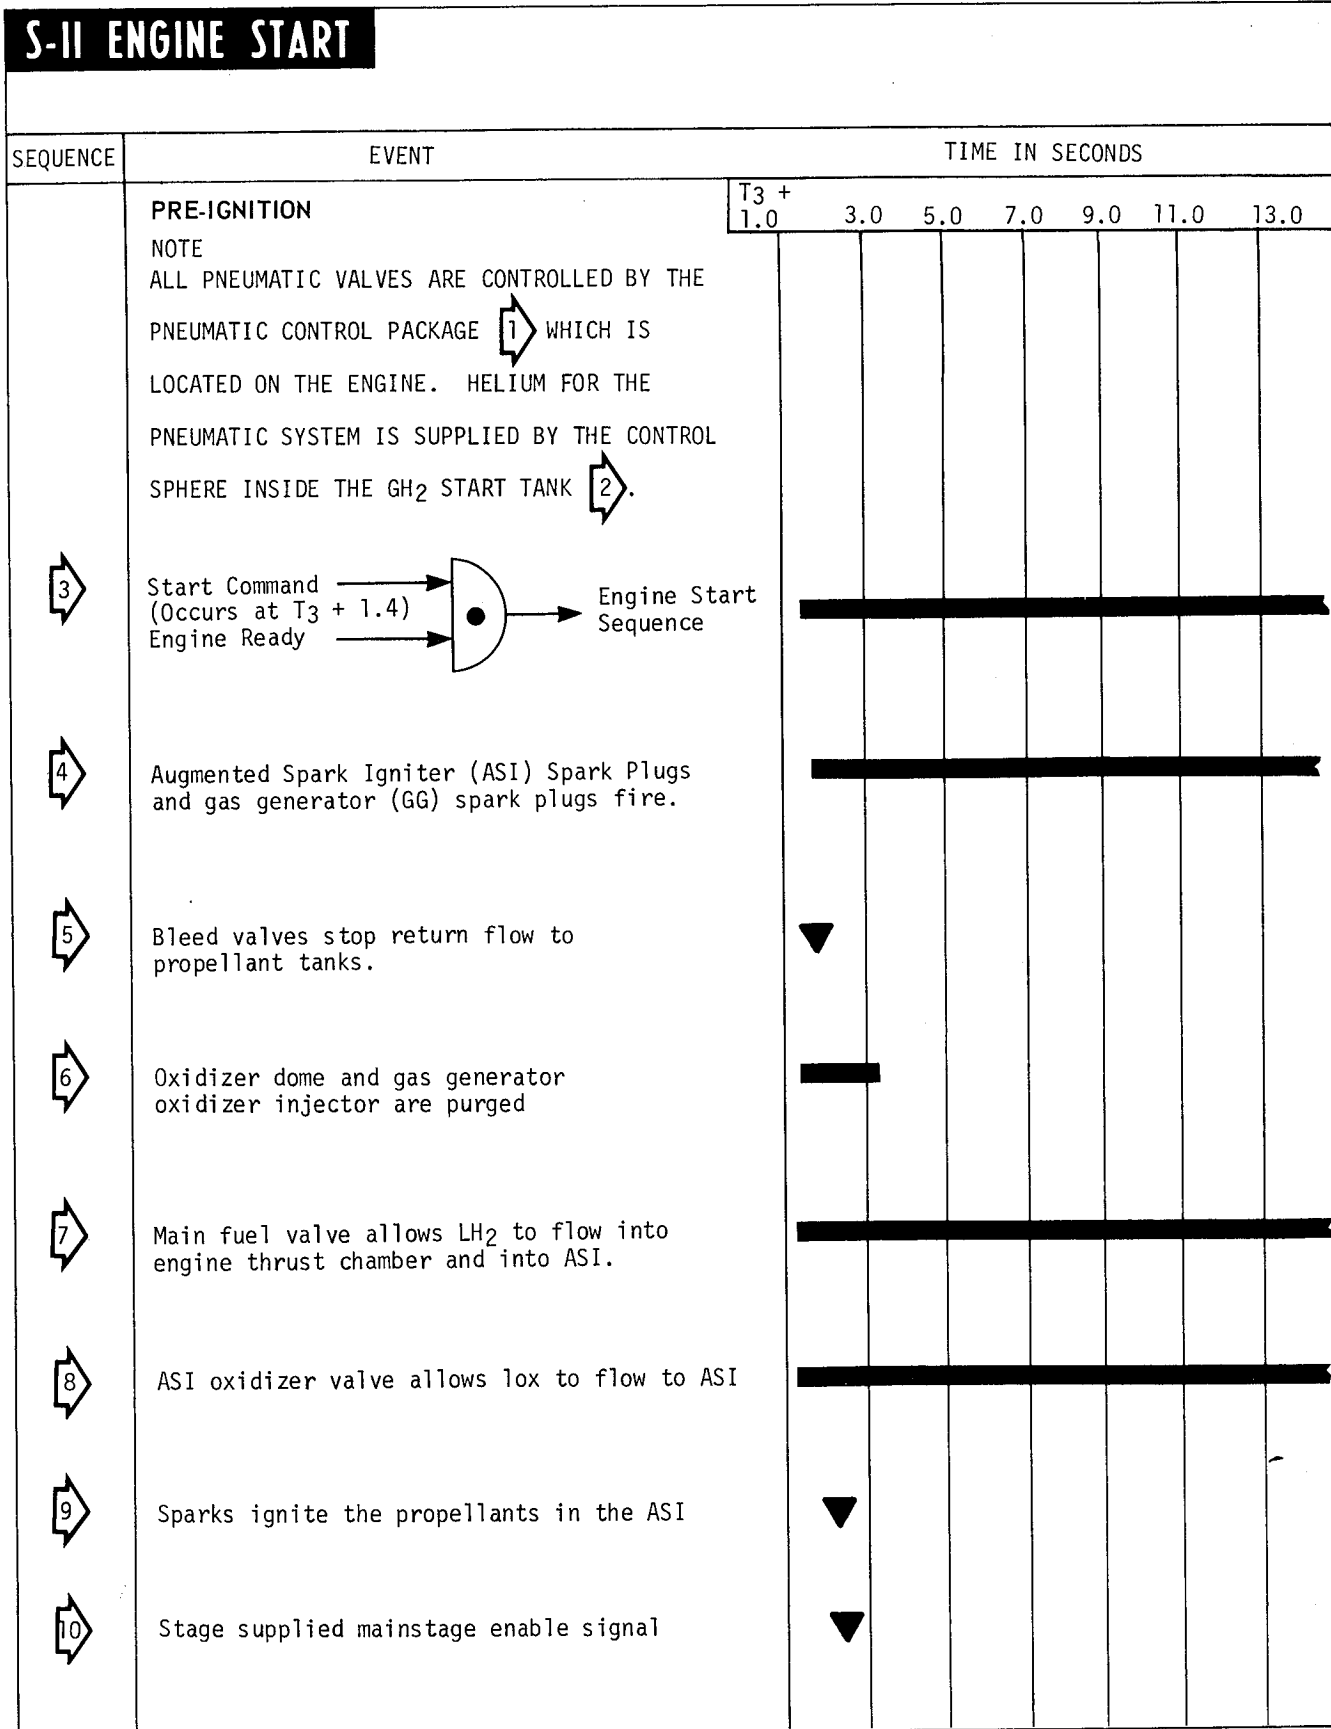 S-II ENGINE START
SEQUENCE EVENT TIME IN SECONDS
PRE-IGNITION
T3 +
1.0 3.0 5.0 7.0 9.0 11.0 13.0
NOTE
ALL PNEUMATIC VALVES ARE CONTROLLED BY THE
PNEUMATIC CONTROL PACKAGE 1 WHICH IS
LOCATED ON THE ENGINE. HELIUM FOR THE
PNEUMATIC SYSTEM IS SUPPLIED BY THE CONTROL
SPHERE INSIDE THE GH2 START TANK 2.
3
Start Command
(Occurs at T3 + 1.4)
Engine Ready
Engine Start
Sequence
4
Augmented Spark Igniter (ASI) Spark Plugs
and gas generator (GG) spark plugs fire.
5
Bleed valves stop return flow to
propellant tanks.
6
Oxidizer dome and gas generator
oxidizer injector are purged
7
Main fuel valve allows LH2 to flow into
engine thrust chamber and into ASI.
8
ASI oxidizer valve allows lox to flow to ASI
9
Sparks ignite the propellants in the ASI
10
Stage supplied mainstage enable signal